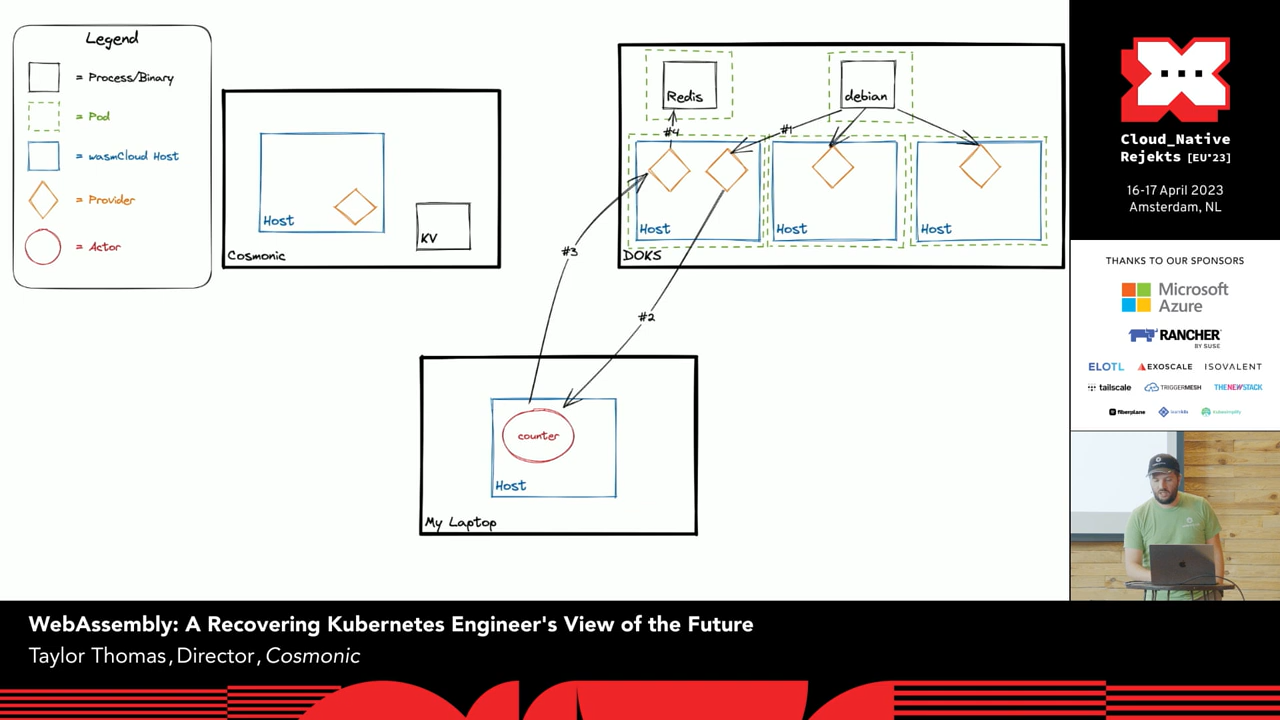 Legend
= Process/Binary
= Pod
= wasmCloud Host
= Provider
= Actor
Host
KV
Cosmonic
Redis
debian
#4
#1
Host
Host
Host
DOKS
#3
#2
counter
Host
My Laptop
Cloud_Native
Rejekts [EU*23]
16-17 April 2023
Amsterdam, NL
THANKS TO OUR SPONSORS
Microsoft
Azure
RANCHER
BY SUSE
ELOTL
EXOSCALE
ISOVALENT
tailscale
TRIGGERMESH
THENEWSTACK
fiberplane
kubesimplify
WebAssembly: A Recovering Kubernetes Engineer's View of the Future
Taylor Thomas, Director, Cosmonic